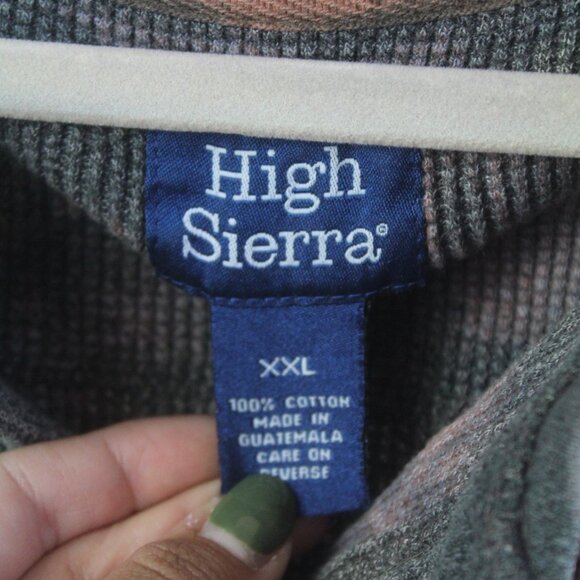 High
Sierra®
XXL
100% COTTON
MADE IN
GUATEMALA
CARE ON
REVERSE